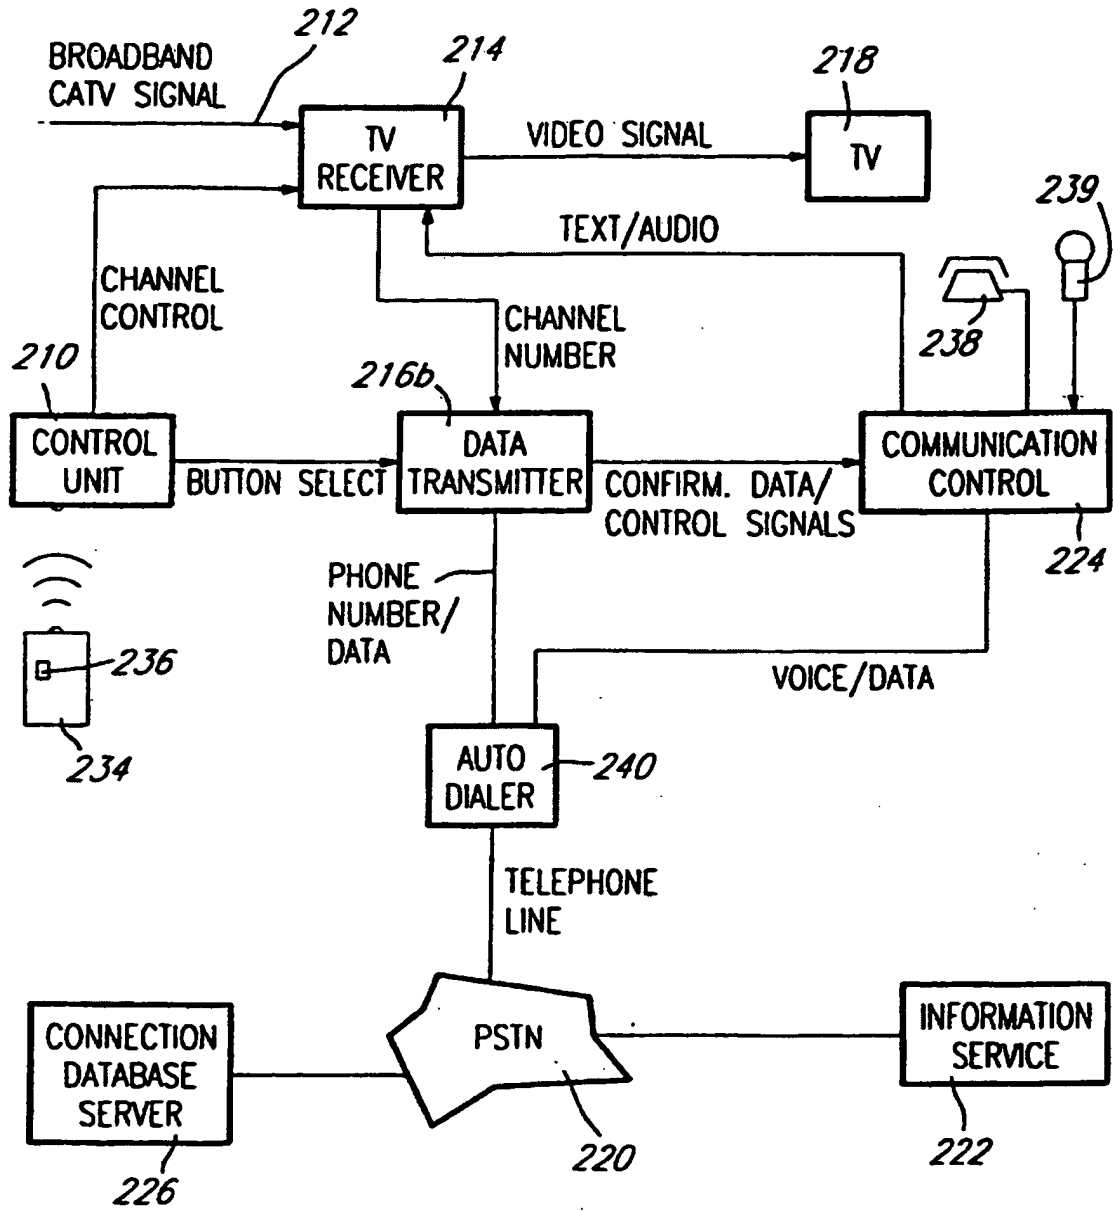 212
BROADBAND
CATV SIGNAL
214
218
TV
RECEIVER
VIDEO SIGNAL
TV
239
TEXT/AUDIO
CHANNEL
CONTROL
238
CHANNEL
NUMBER
210
216b
CONTROL
UNIT
BUTTON SELECT
DATA
TRANSMITTER
CONFIRM. DATA/
CONTROL SIGNALS
COMMUNICATION
CONTROL
224
PHONE
NUMBER/
DATA
236
234
VOICE/DATA
AUTO
DIALER
240
TELEPHONE
LINE
PSTN
220
CONNECTION
DATABASE
SERVER
226
INFORMATION
SERVICE
222